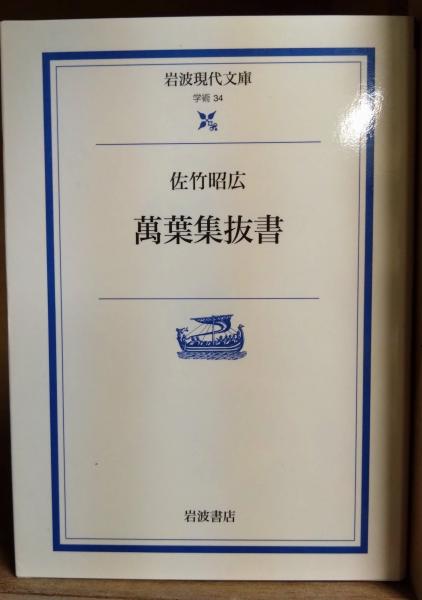 岩波現代文庫
学術 34
佐竹昭広
萬葉集抜書
岩波書店